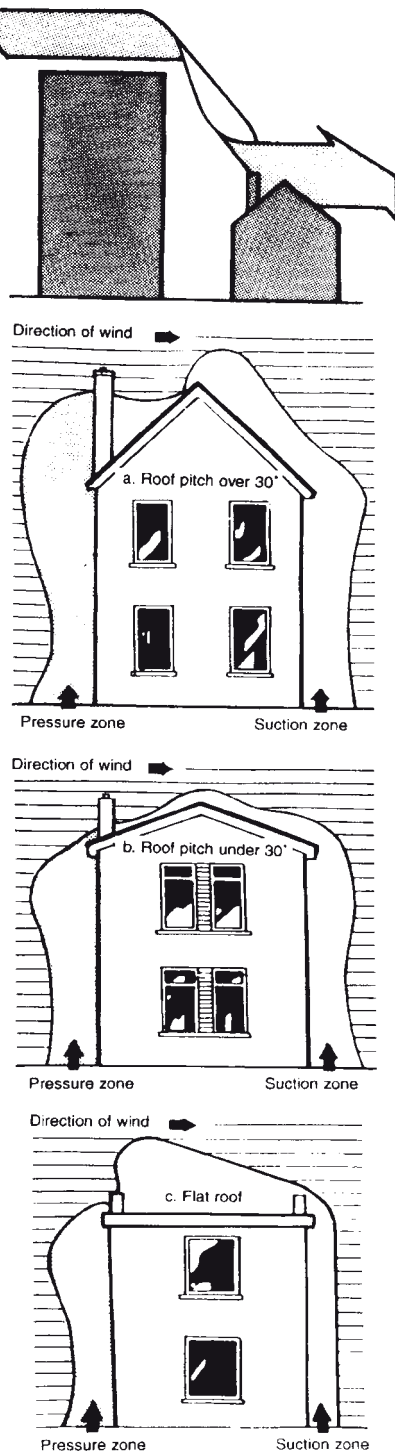 Direction of wind
a. Roof pitch over 30°
Pressure zone Suction zone
Direction of wind
b. Roof pitch under 30°
Pressure zone Suction zone
Direction of wind
c. Flat roof
Pressure zone Suction zone